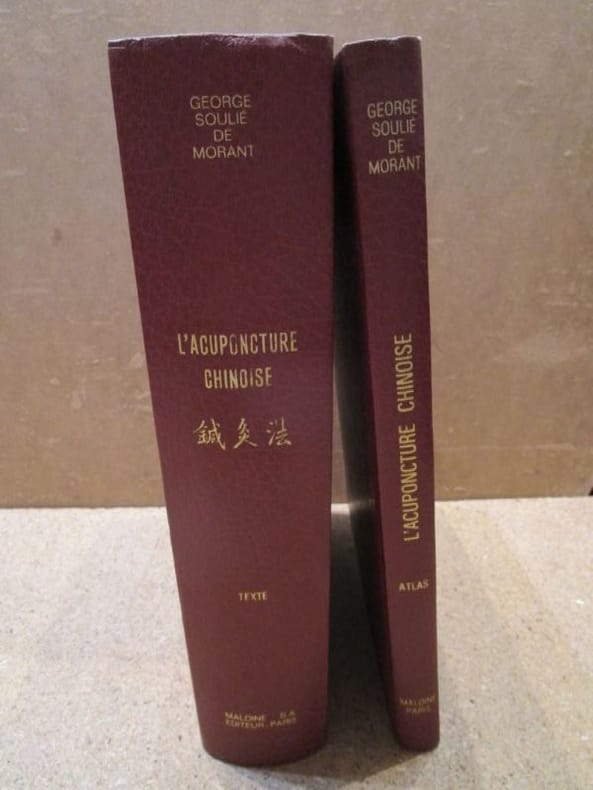 GEORGE
SOULIÉ
DE
MORANT
L'ACUPONCTURE
CHINOISE
鍼灸法
TEXTE
MALOINE S.A.
EDITEUR-PARIS
GEORGE
SOULIÉ
DE
MORANT
L'ACUPONCTURE CHINOISE
ATLAS
MALOINE
PARIS